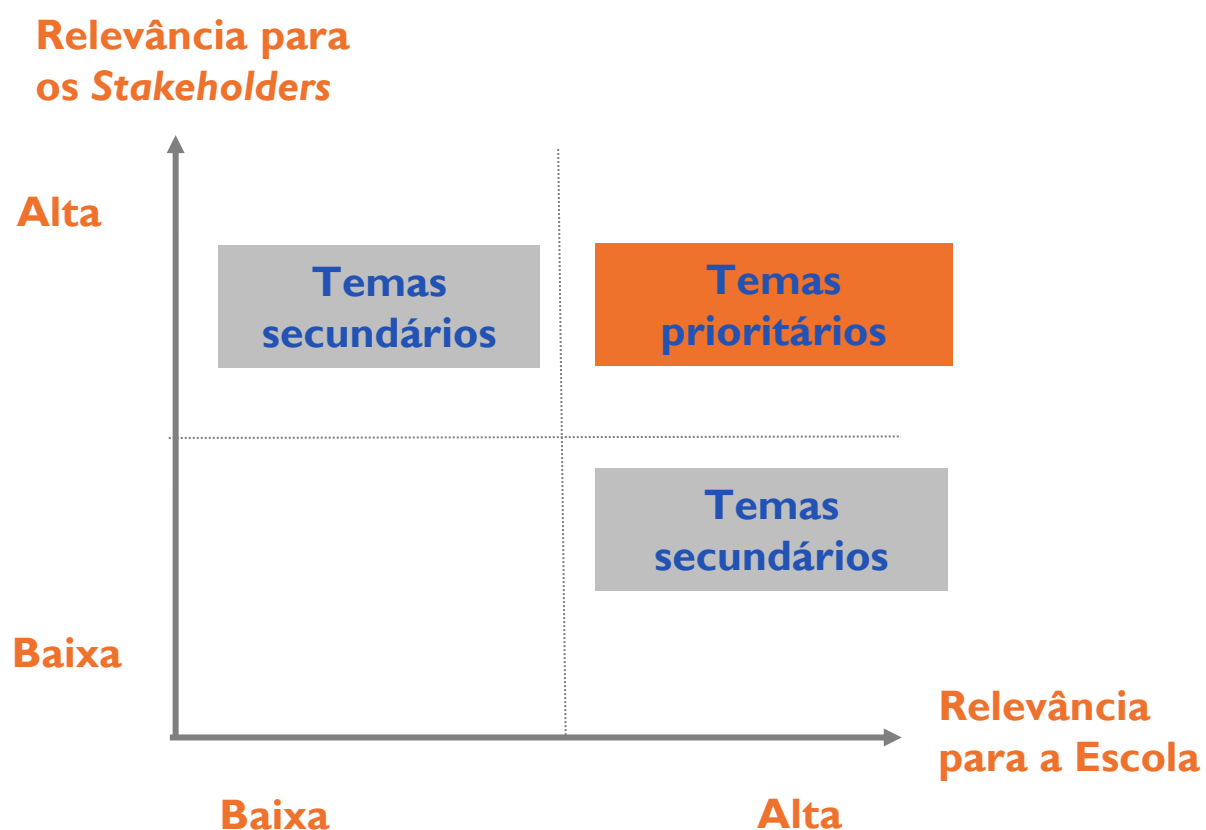 Relevância para
os Stakeholders
Alta
Temas
secundários
Temas
prioritários
Temas
secundários
Baixa
Relevância
para a Escola
Baixa
Alta